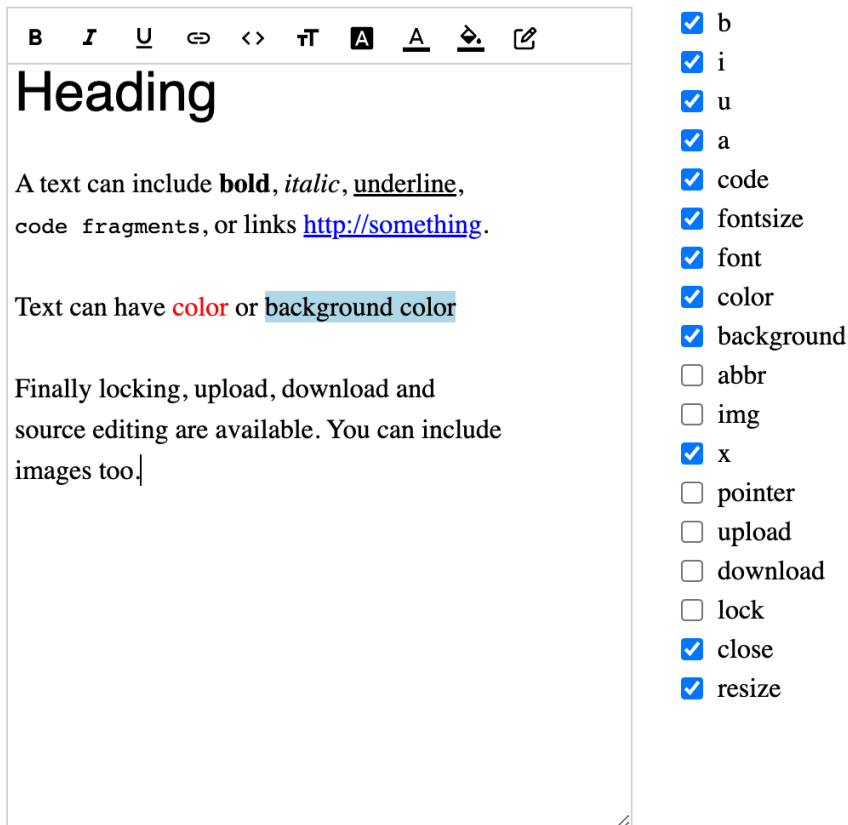 B I U <> TT A A
Heading
A text can include bold, italic, underline,
code fragments, or links http://something.
Text can have color or background color
Finally locking, upload, download and
source editing are available. You can include
images too.
b
i
u
a
code
fontsize
font
color
background
abbr
img
x
pointer
upload
download
lock
close
resize